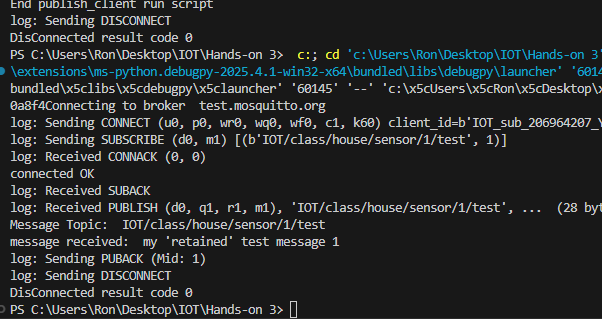 End publish_client run script
log: Sending DISCONNECT
DisConnected result code 0
PS C:\Users\Ron\Desktop\IOT\Hands-on 3>  c:; cd 'c:\Users\Ron\Desktop\IOT\Hands-on 3'
\extensions\ms-python.debugpy-2025.4.1-win32-x64\bundled\libs\debugpy\launcher' '6014
bundled\x5clibs\x5cdebugpy\x5clauncher' '60145' '--' 'c:\x5cUsers\x5cRon\x5cDesktop\x
0a8f4Connecting to broker  test.mosquitto.org
log: Sending CONNECT (u0, p0, wr0, wq0, wf0, c1, k60) client_id=b'IOT_sub_206964207_
log: Sending SUBSCRIBE (d0, m1) [(b'IOT/class/house/sensor/1/test', 1)]
log: Received CONNACK (0, 0)
connected OK
log: Received SUBACK
log: Received PUBLISH (d0, q1, r1, m1), 'IOT/class/house/sensor/1/test', ...  (28 byt
Message Topic:  IOT/class/house/sensor/1/test
message received:  my 'retained' test message 1
log: Sending PUBACK (Mid: 1)
log: Sending DISCONNECT
DisConnected result code 0
PS C:\Users\Ron\Desktop\IOT\Hands-on 3>